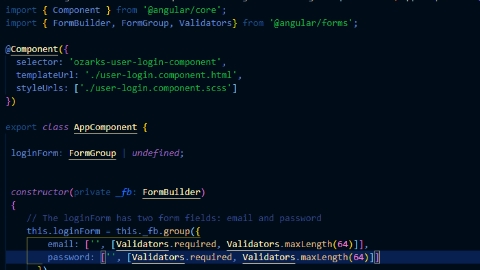 import { Component } from '@angular/core';
import { FormBuilder, FormGroup, Validators} from '@angular/forms';
@Component({
selector: 'ozarks-user-login-component',
templateUrl: './user-login.component.html',
styleUrls: ['./user-login.component.scss']
})
export class AppComponent {
loginForm: FormGroup | undefined;
constructor(private _fb: FormBuilder)
{
// The loginForm has two form fields: email and password
this.loginForm = this._fb.group({
email: ['', [Validators.required, Validators.maxLength(64)]],
password: ['', [Validators.required, Validators.maxLength(64)]]
})